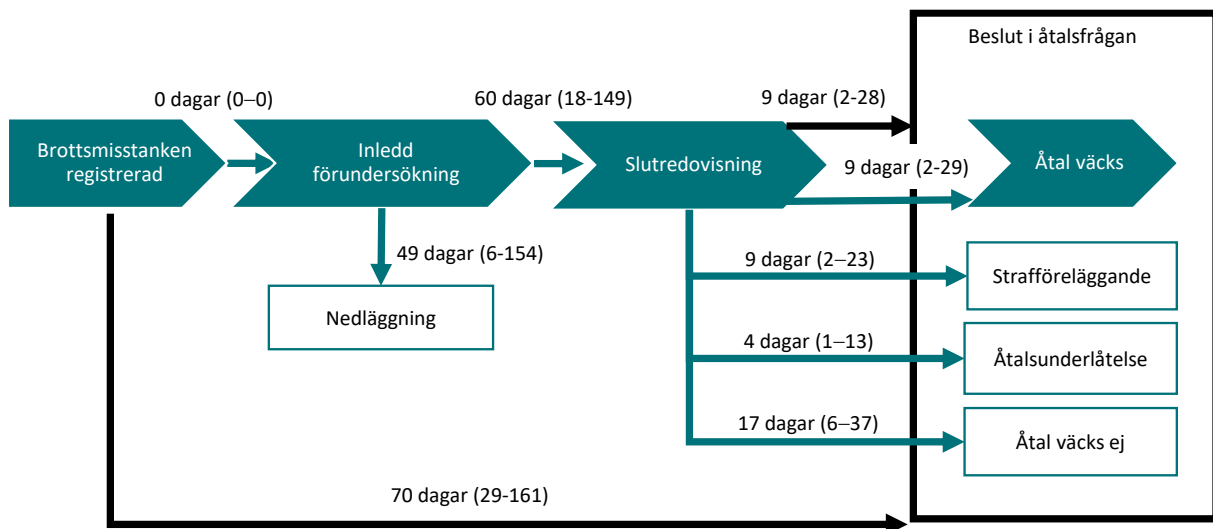 Beslut i åtalsfrågan
0 dagar (0–0)
60 dagar (18-149)
9 dagar (2-28)
Brottsmisstanken
registrerad
Inledd
förundersökning
Slutredovisning
9 dagar (2-29)
Åtal väcks
49 dagar (6-154)
9 dagar (2–23)
Strafföreläggande
Nedläggning
4 dagar (1–13)
Åtalsunderlåtelse
17 dagar (6–37)
Åtal väcks ej
70 dagar (29-161)